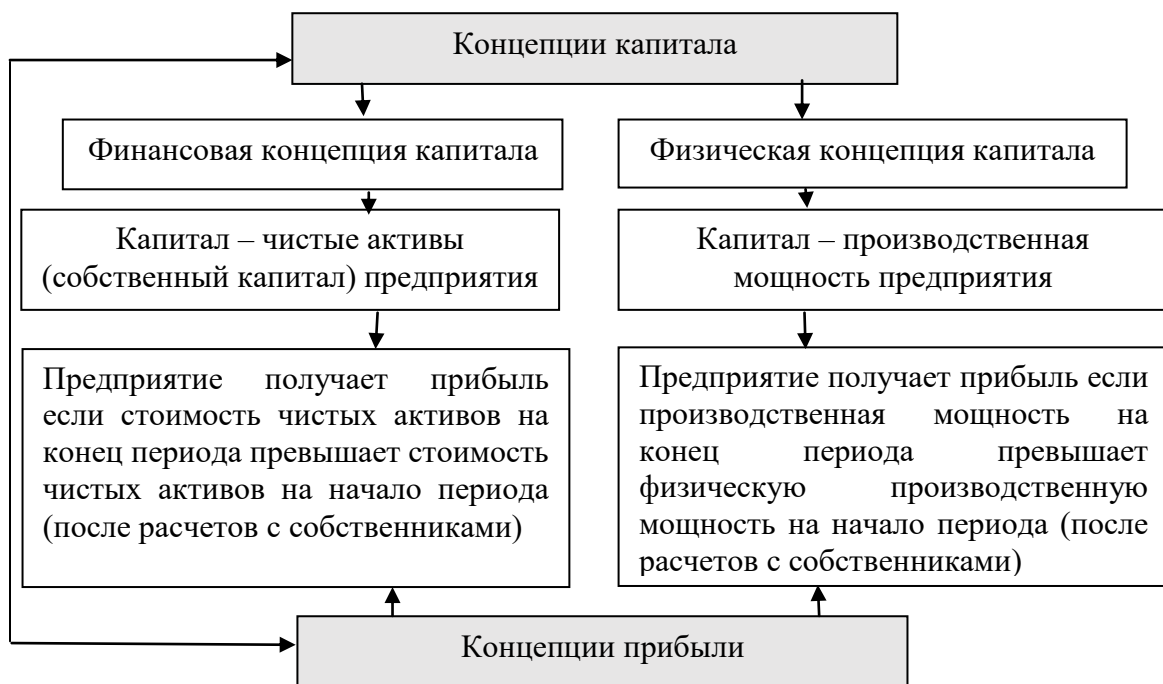 Концепции капитала
Финансовая концепция капитала
Физическая концепция капитала
Капитал – чистые активы
(собственный капитал) предприятия
Капитал – производственная
мощность предприятия
Предприятие получает прибыль
если стоимость чистых активов на
конец периода превышает стоимость
чистых активов на начало периода
(после расчетов с собственниками)
Предприятие получает прибыль если
производственная мощность на
конец периода превышает
физическую производственную
мощность на начало периода (после
расчетов с собственниками)
Концепции прибыли